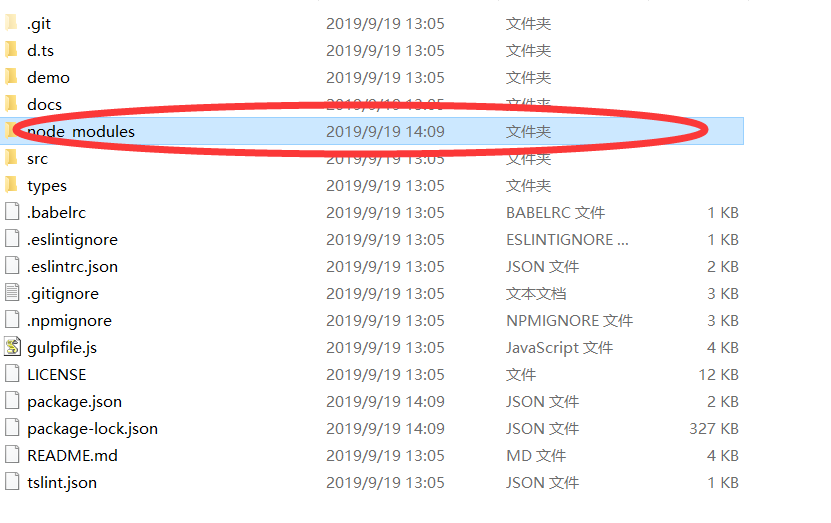 .git 2019/9/19 13:05 文件夹
d.ts 2019/9/19 13:05 文件夹
demo 2019/9/19 13:05 文件夹
docs 2019/9/19 13:05 文件夹
node_modules 2019/9/19 14:09 文件夹
src 2019/9/19 13:05 文件夹
types 2019/9/19 13:05 文件夹
.babelrc 2019/9/19 13:05 BABELRC 文件 1 KB
.eslintignore 2019/9/19 13:05 ESLINTIGNORE ... 1 KB
.eslintrc.json 2019/9/19 13:05 JSON 文件 2 KB
.gitignore 2019/9/19 13:05 文本文档 3 KB
.npmignore 2019/9/19 13:05 NPMIGNORE 文件 3 KB
gulpfile.js 2019/9/19 13:05 JavaScript 文件 4 KB
LICENSE 2019/9/19 13:05 文件 12 KB
package.json 2019/9/19 14:09 JSON 文件 2 KB
package-lock.json 2019/9/19 14:09 JSON 文件 327 KB
README.md 2019/9/19 13:05 MD 文件 4 KB
tslint.json 2019/9/19 13:05 JSON 文件 1 KB